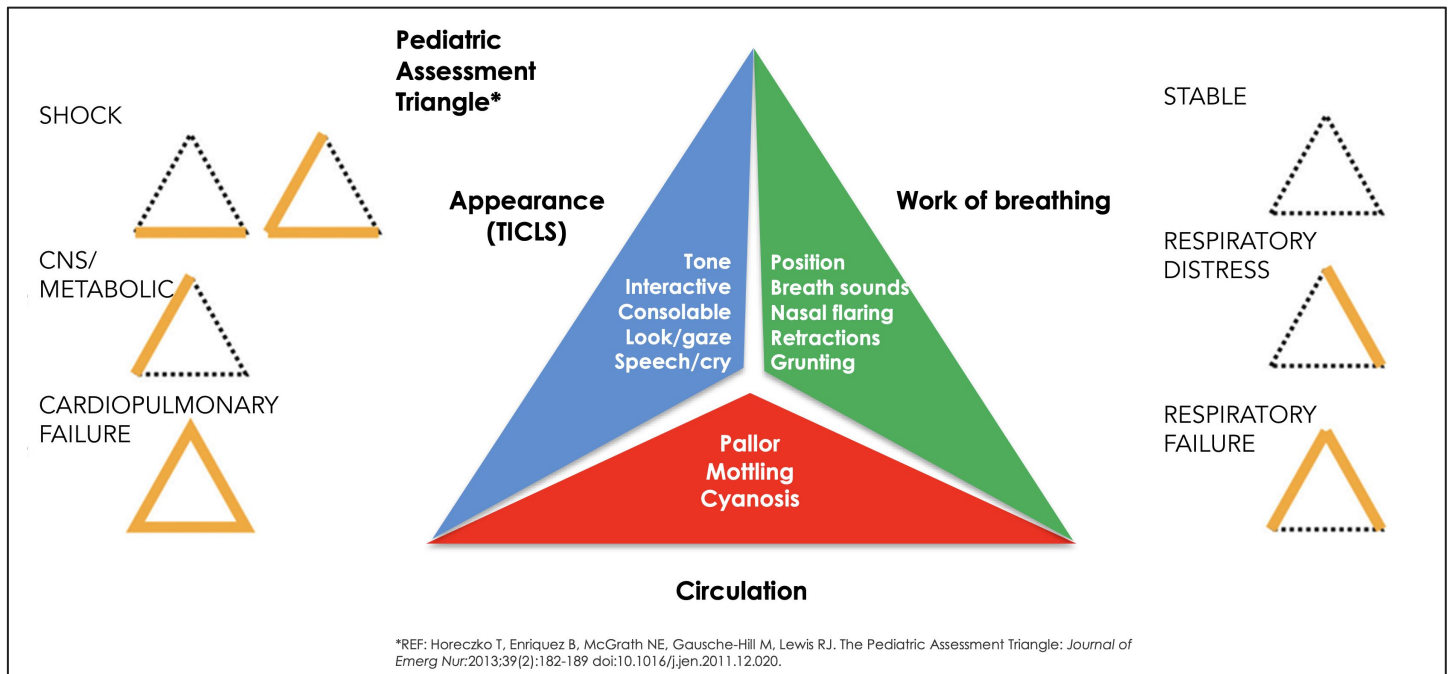 Pediatric
Assessment
Triangle*
SHOCK
CNS/
METABOLIC
CARDIOPULMONARY
FAILURE
Appearance
(TICLS)
Tone
Interactive
Consolable
Look/gaze
Speech/cry
Work of breathing
Position
Breath sounds
Nasal flaring
Retractions
Grunting
Pallor
Mottling
Cyanosis
Circulation
STABLE
RESPIRATORY
DISTRESS
RESPIRATORY
FAILURE
*REF: Horeczko T, Enriquez B, McGrath NE, Gausche-Hill M, Lewis RJ. The Pediatric Assessment Triangle: Journal of
Emerg Nur:2013;39(2):182-189 doi:10.1016/j.jen.2011.12.020.